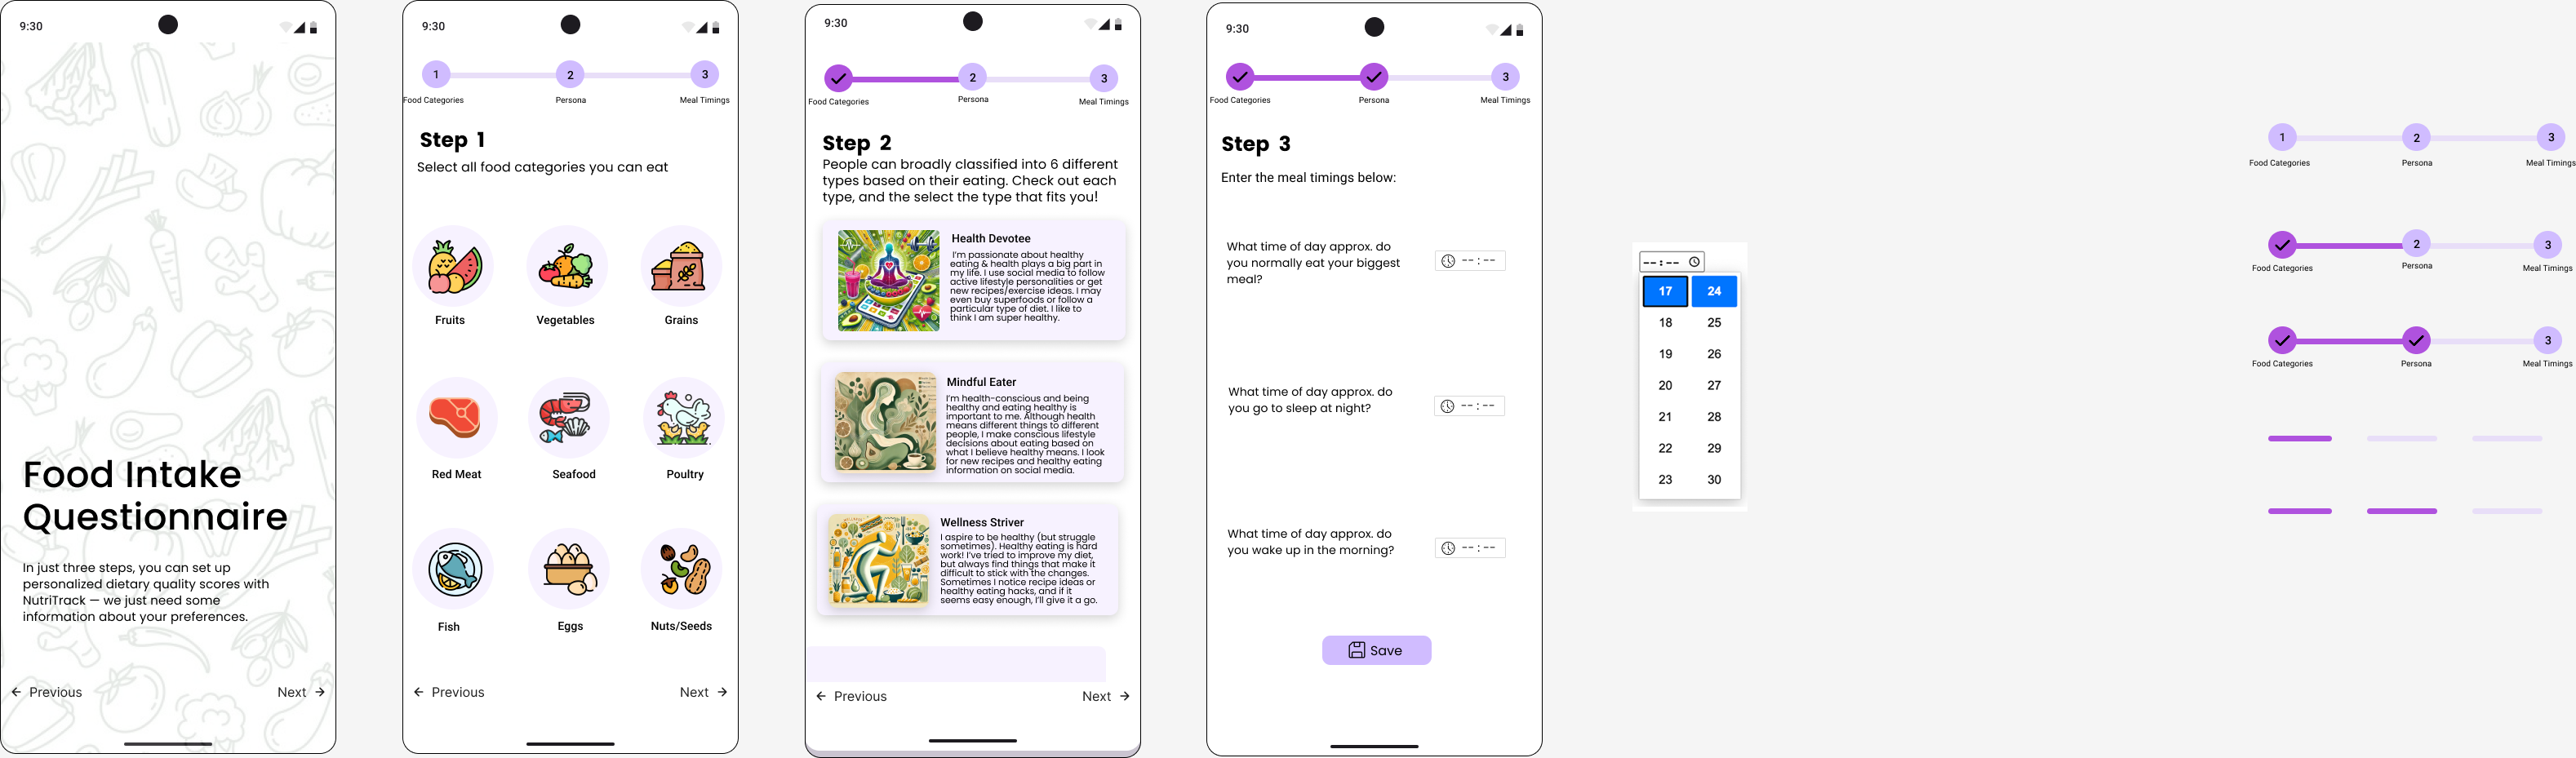 9:30
Food Intake
Questionnaire
In just three steps, you can set up
personalized dietary quality scores with
NutriTrack — we just need some
information about your preferences.
Previous
Next
9:30
1
2
3
Food Categories
Persona
Meal Timings
Step 1
Select all food categories you can eat
Fruits
Vegetables
Grains
Red Meat
Seafood
Poultry
Fish
Eggs
Nuts/Seeds
Previous
Next
9:30
2
3
Food Categories
Persona
Meal Timings
Step 2
People can broadly classified into 6 different
types based on their eating. Check out each
type, and the select the type that fits you!
Health Devotee
I'm passionate about healthy
eating & health plays a big part in
my life. I use social media to follow
active lifestyle personalities or get
new recipes/exercise ideas. I may
even buy superfoods or follow a
particular type of diet. I like to
think I am super healthy.
Mindful Eater
I'm health-conscious and being
healthy and eating healthy is
important to me. Although health
means different things to different
people, I make conscious lifestyle
decisions about eating based on
what I believe healthy means. I look
for new recipes and healthy eating
information on social media.
Wellness Striver
I aspire to be healthy (but struggle
sometimes). Healthy eating is hard
work! I've tried to improve my diet,
but always find things that make it
difficult to stick with the changes.
Sometimes I notice recipe ideas or
healthy eating hacks, and if it
seems easy enough, I'll give it a go.
Previous
Next
9:30
3
Food Categories
Persona
Meal Timings
Step 3
Enter the meal timings below:
What time of day approx. do
you normally eat your biggest
meal?
--:--
What time of day approx. do
you go to sleep at night?
--:--
What time of day approx. do
you wake up in the morning?
--:--
Save
--:--
17 24
18 25
19 26
20 27
21 28
22 29
23 30
1
2
3
Food Categories
Persona
Meal Timings
2
3
Food Categories
Persona
Meal Timings
3
Food Categories
Persona
Meal Timings